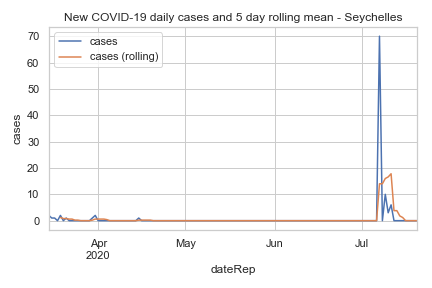 New COVID-19 daily cases and 5 day rolling mean - Seychelles
cases
cases (rolling)
70
60
50
40
30
20
10
0
cases
Apr
2020
May
Jun
Jul
dateRep